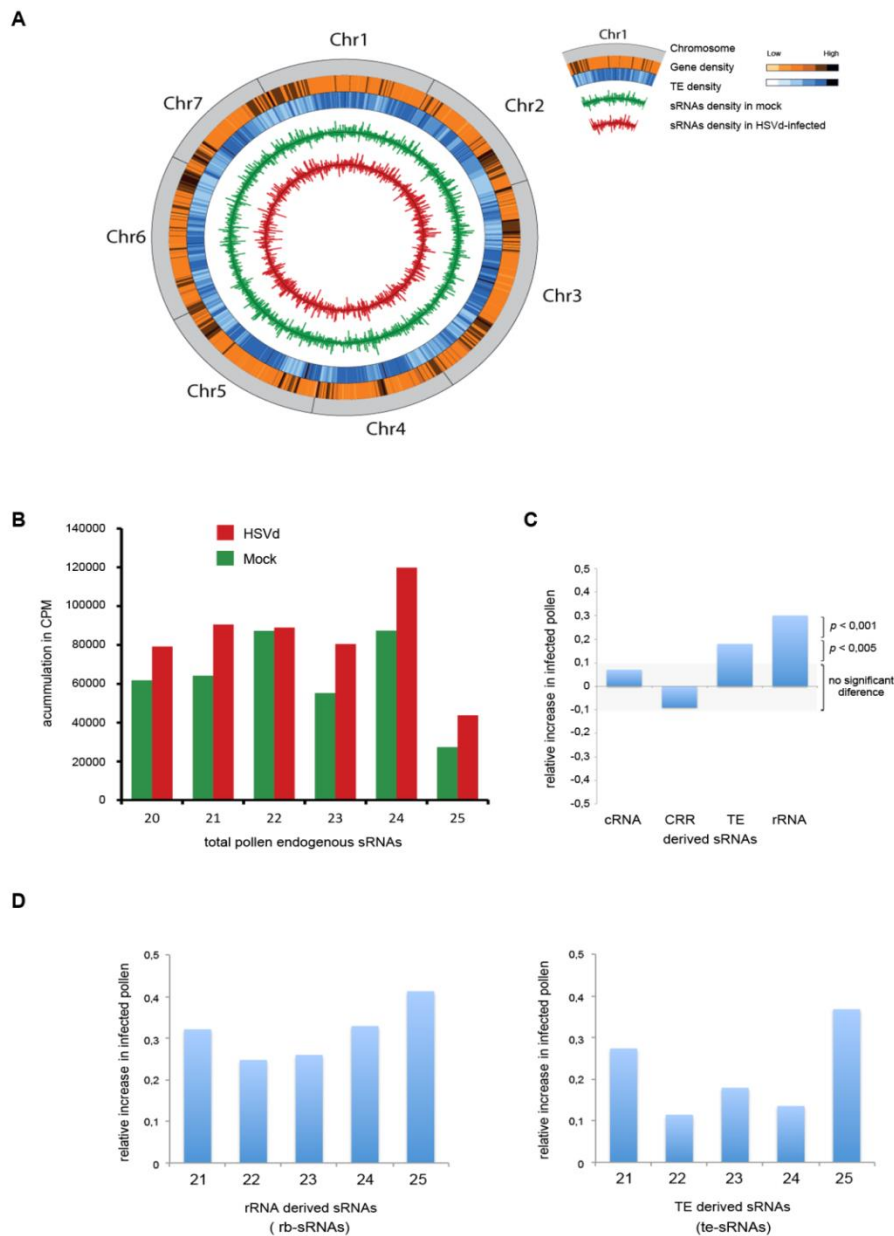 A
Chr1
Chr2
Chr3
Chr4
Chr5
Chr6
Chr7
Chr1
Chromosome
Gene density
TE density
sRNAs density in mock
sRNAs density in HSVd-infected
Low
High
B
HSVd
Mock
acummulation in CPM
140000
120000
100000
80000
60000
40000
20000
0
20
21
22
23
24
25
total pollen endogenous sRNAs
C
relative increase in infected pollen
0,5
0,4
0,3
0,2
0,1
0
-0,1
-0,2
-0,3
-0,4
-0,5
p < 0,001
p < 0,005
no significant
diference
cRNA
CRR
TE
rRNA
derived sRNAs
D
relative increase in infected pollen
0,5
0,4
0,3
0,2
0,1
0
21
22
23
24
25
rRNA derived sRNAs
( rb-sRNAs)
relative increase in infected pollen
0,5
0,4
0,3
0,2
0,1
0
21
22
23
24
25
TE derived sRNAs
(te-sRNAs)